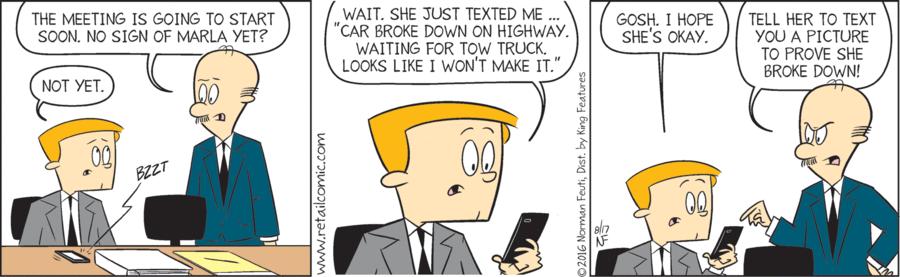 THE MEETING IS GOING TO START
SOON. NO SIGN OF MARLA YET?
NOT YET.
BZZT
WAIT. SHE JUST TEXTED ME ...
"CAR BROKE DOWN ON HIGHWAY.
WAITING FOR TOW TRUCK.
LOOKS LIKE I WON'T MAKE IT."
www.retailcomic.com
GOSH. I HOPE
SHE'S OKAY.
TELL HER TO TEXT
YOU A PICTURE
TO PROVE SHE
BROKE DOWN!
©2016 Norman Feuti, Dist. by King Features
8/17
NF